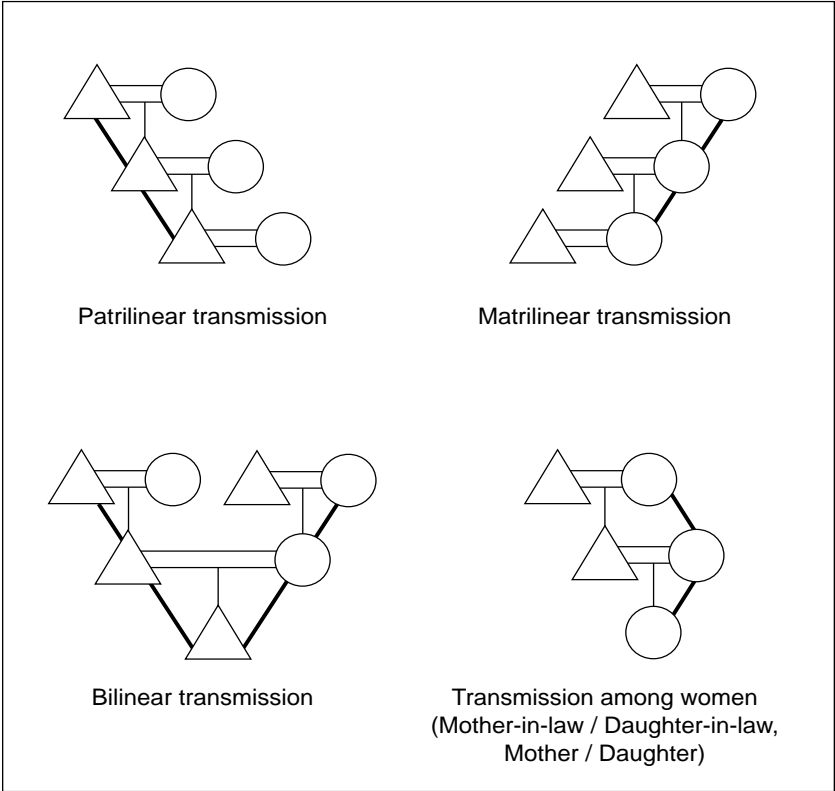 Patrilinear transmission
Matrilinear transmission
Bilinear transmission
Transmission among women
(Mother-in-law / Daughter-in-law,
Mother / Daughter)